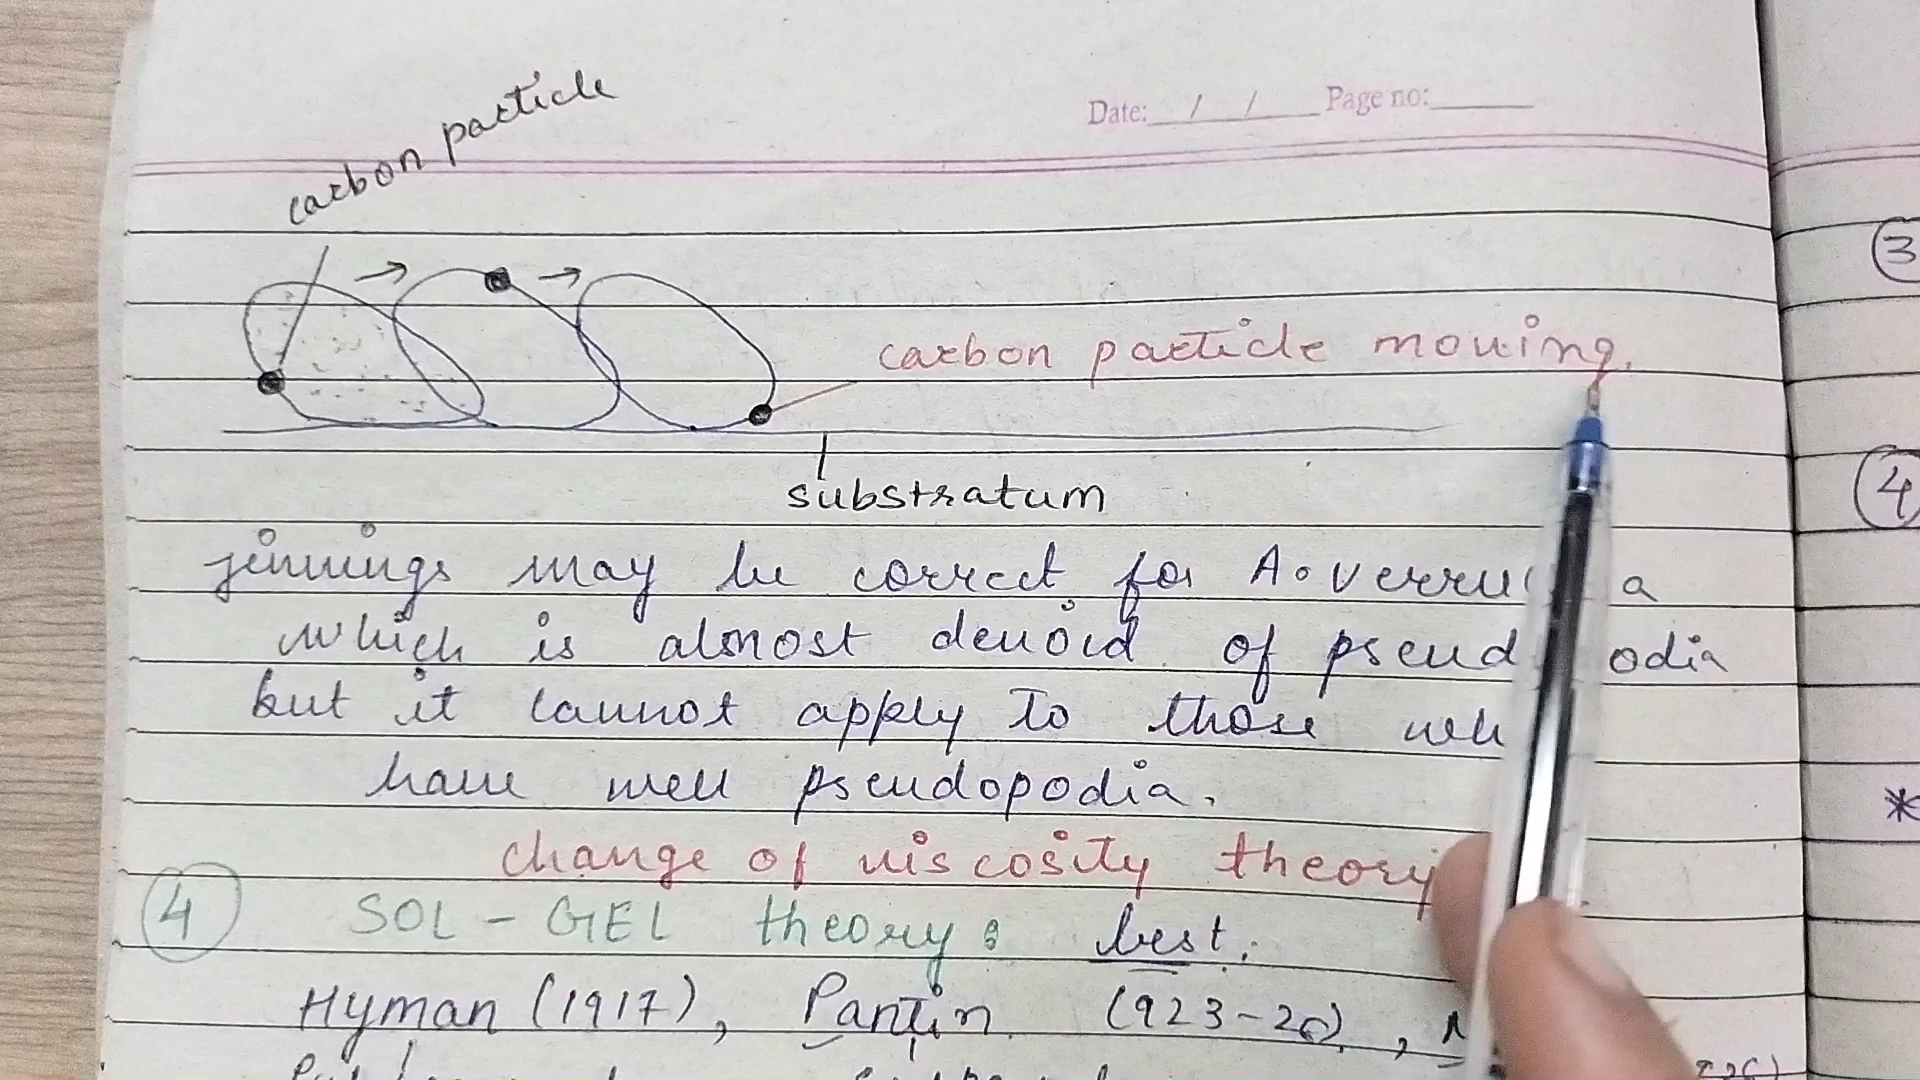 carbon particle
Date: / / Page no:
→ →
carbon particle moving.
substratum
jennings may be correct for A. verru a
which is almost devoid of pseud odia
but it cannot apply to those wh
have well pseudopodia.
change of viscosity theory
4 SOL - GEL theory: best.
Hyman (1917), Pantin (923-26),
3
4
*